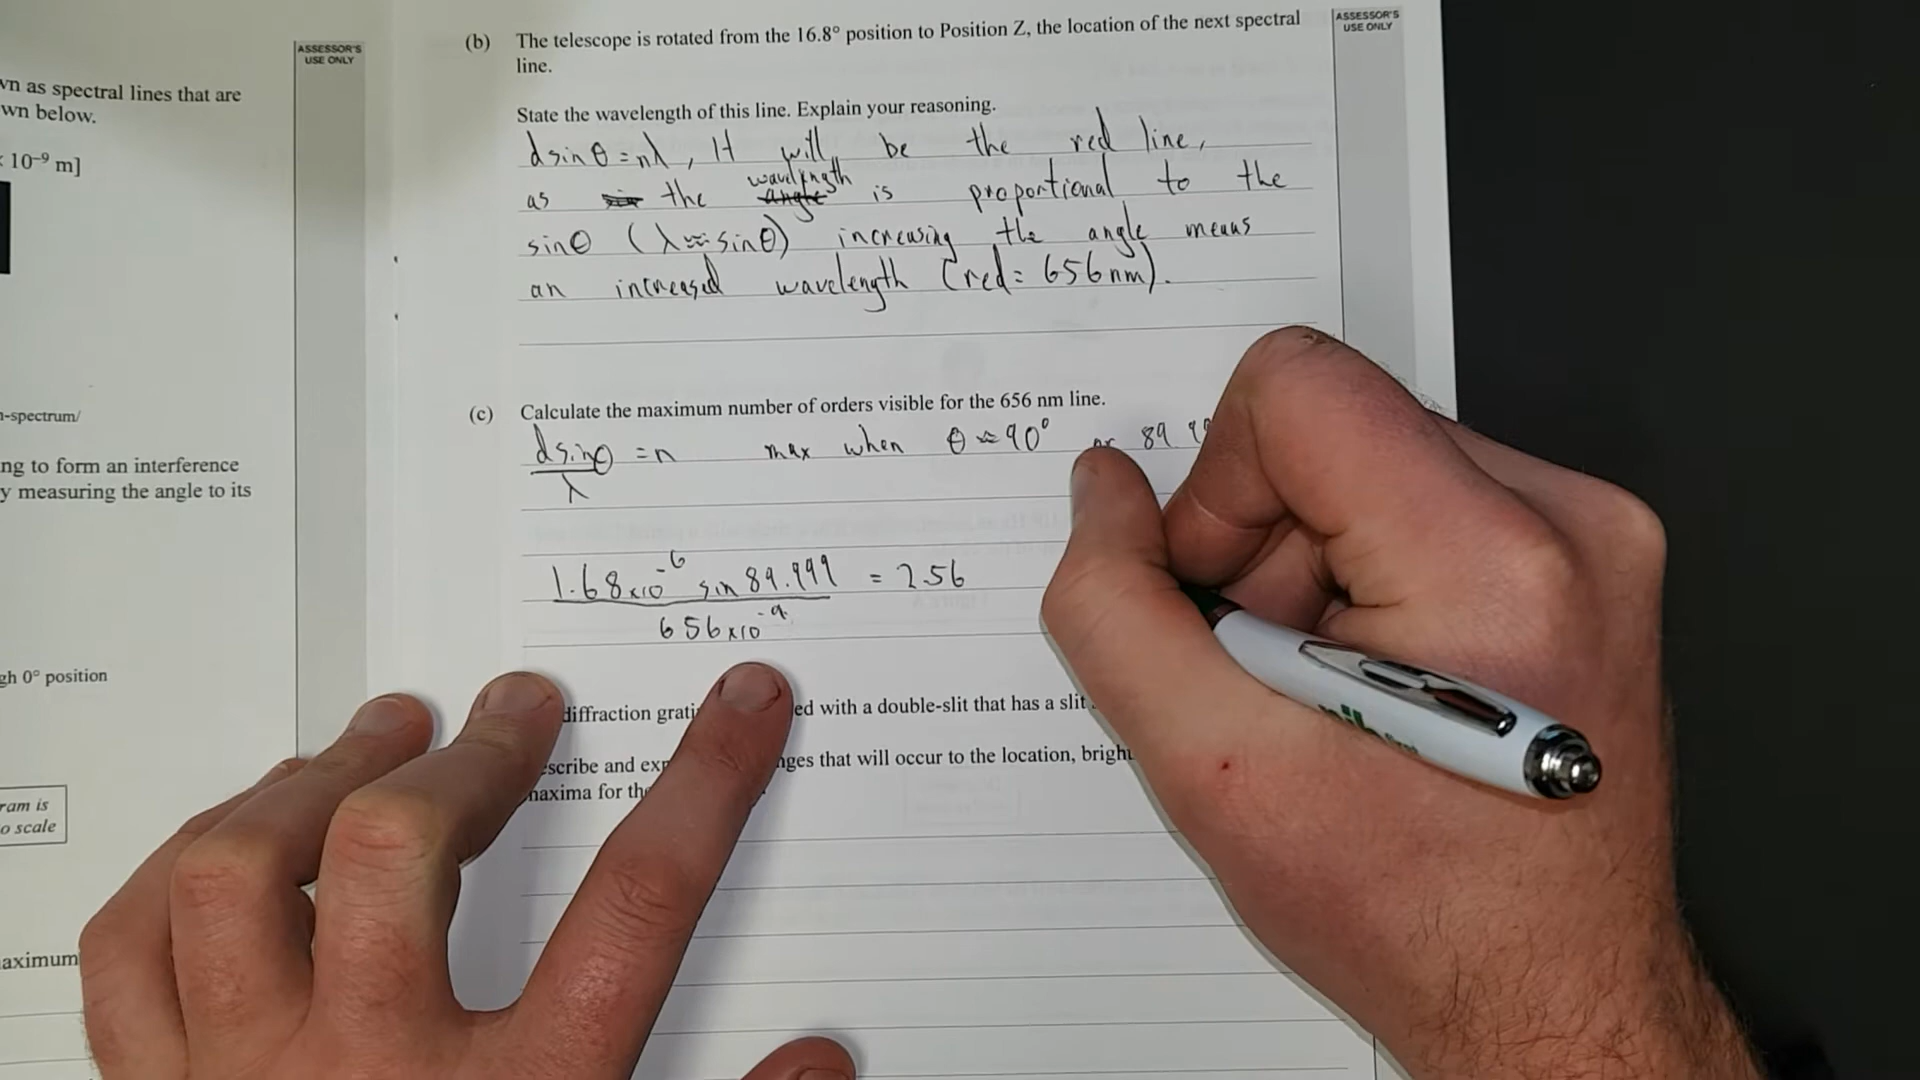 ASSESSOR'S
USE ONLY
wn as spectral lines that are
wn below.
10⁻⁹ m]
n-spectrum/
ng to form an interference
y measuring the angle to its
gh 0° position
ram is
o scale
aximum
ASSESSOR'S
USE ONLY
(b) The telescope is rotated from the 16.8° position to Position Z, the location of the next spectral
line.
State the wavelength of this line. Explain your reasoning.
dsinθ = nλ, It will be the red line,
as the wavelength is proportional to the
sinθ (λ≈sinθ) increasing the angle means
an increased wavelength (red = 656nm).
(c) Calculate the maximum number of orders visible for the 656 nm line.
dsinθ = n max when θ≈90° or 89.99
λ
1.68x10⁻⁶ sin 89.999 = 2.56
656x10⁻⁹
diffraction grati ed with a double-slit that has a slit
scribe and exp nges that will occur to the location, bright
naxima for the